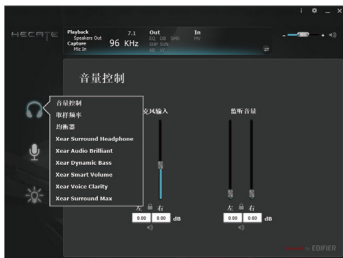 HECATE
Playback 7.1
Speakers Out
Capture 96 KHz
Mic In
Out In
音量控制
音量控制
取样频率
均衡器
Xear Surround Headphone
Xear Audio Brilliant
Xear Dynamic Bass
Xear Smart Volume
Xear Voice Clarity
Xear Surround Max
克风输入
监听音量
左 右 左 右
0.00 0.00 dB 0.00 0.00 dB
EDIFIER